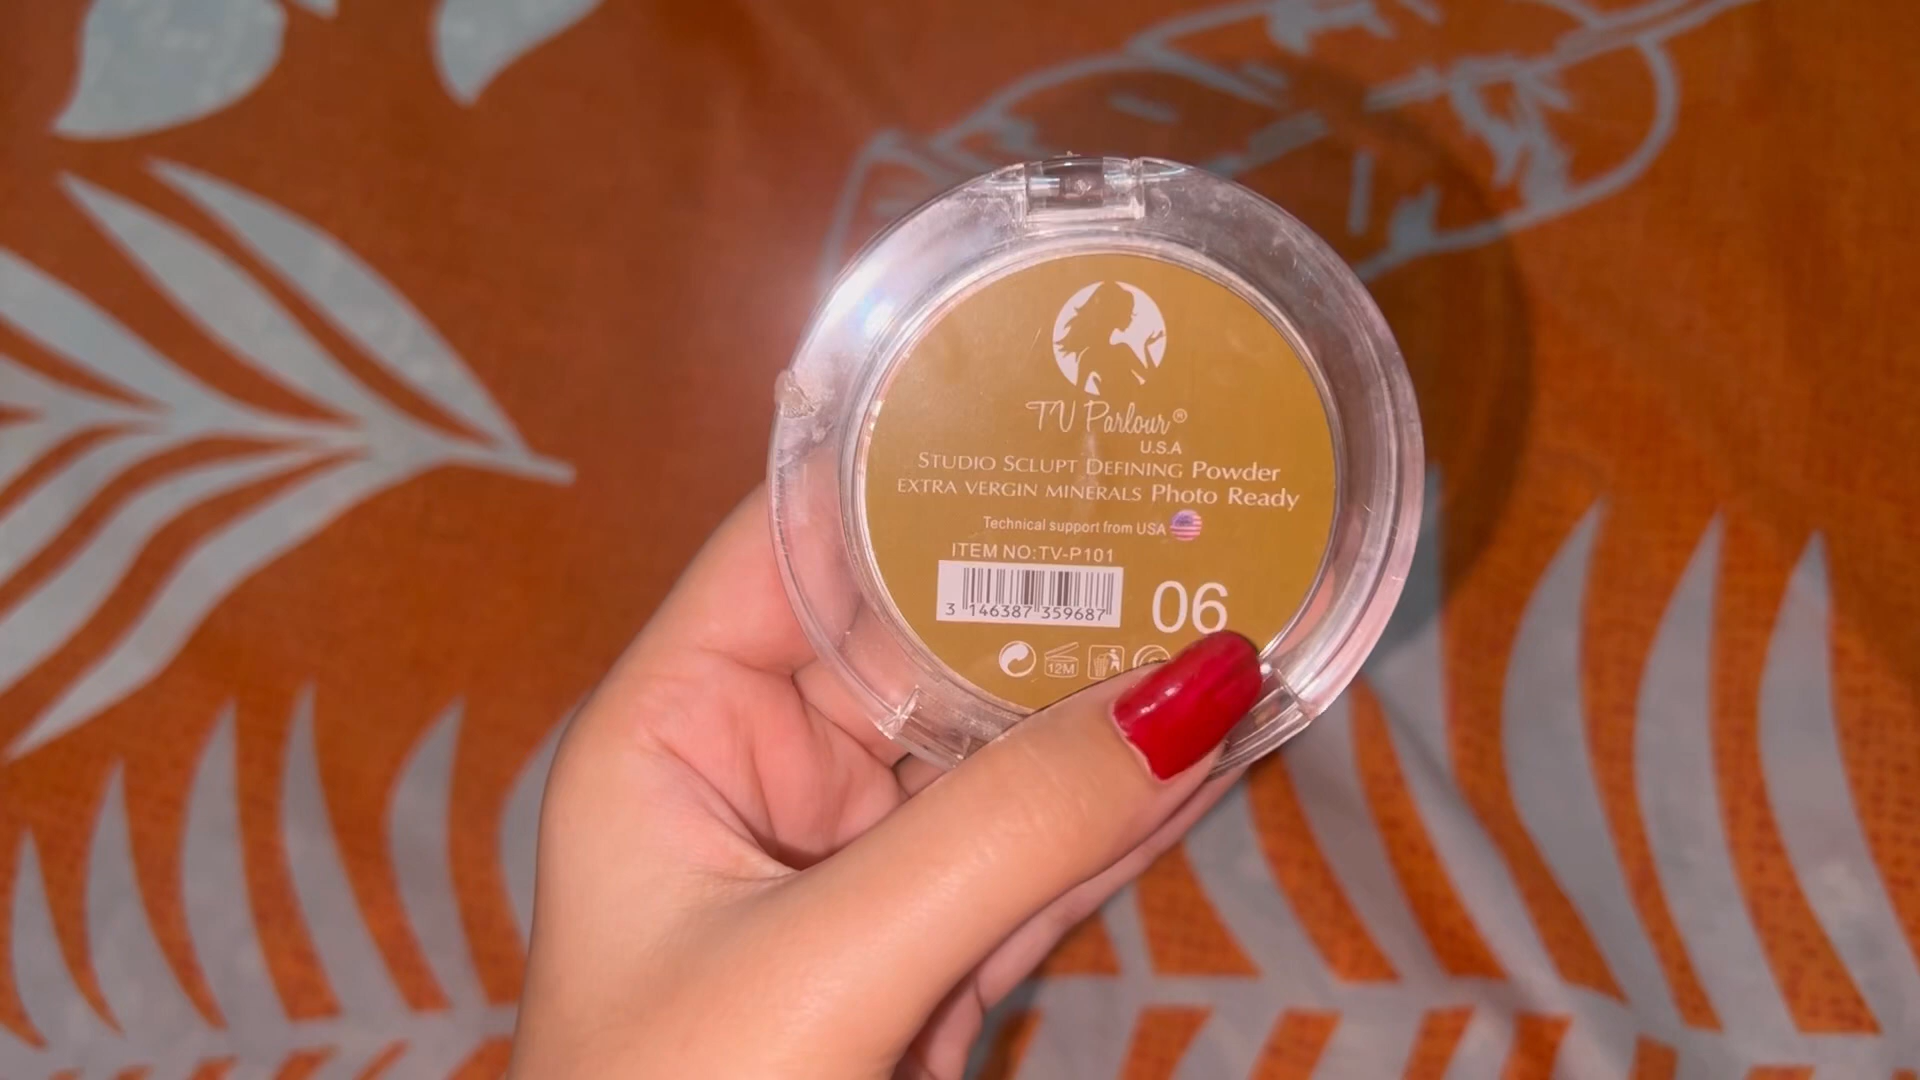 TV Parlour®
U.S.A
STUDIO SCLUPT DEFINING Powder
EXTRA VERGIN MINERALS Photo Ready
Technical support from USA
ITEM NO:TV-P101
3 146387 359687
06
12M